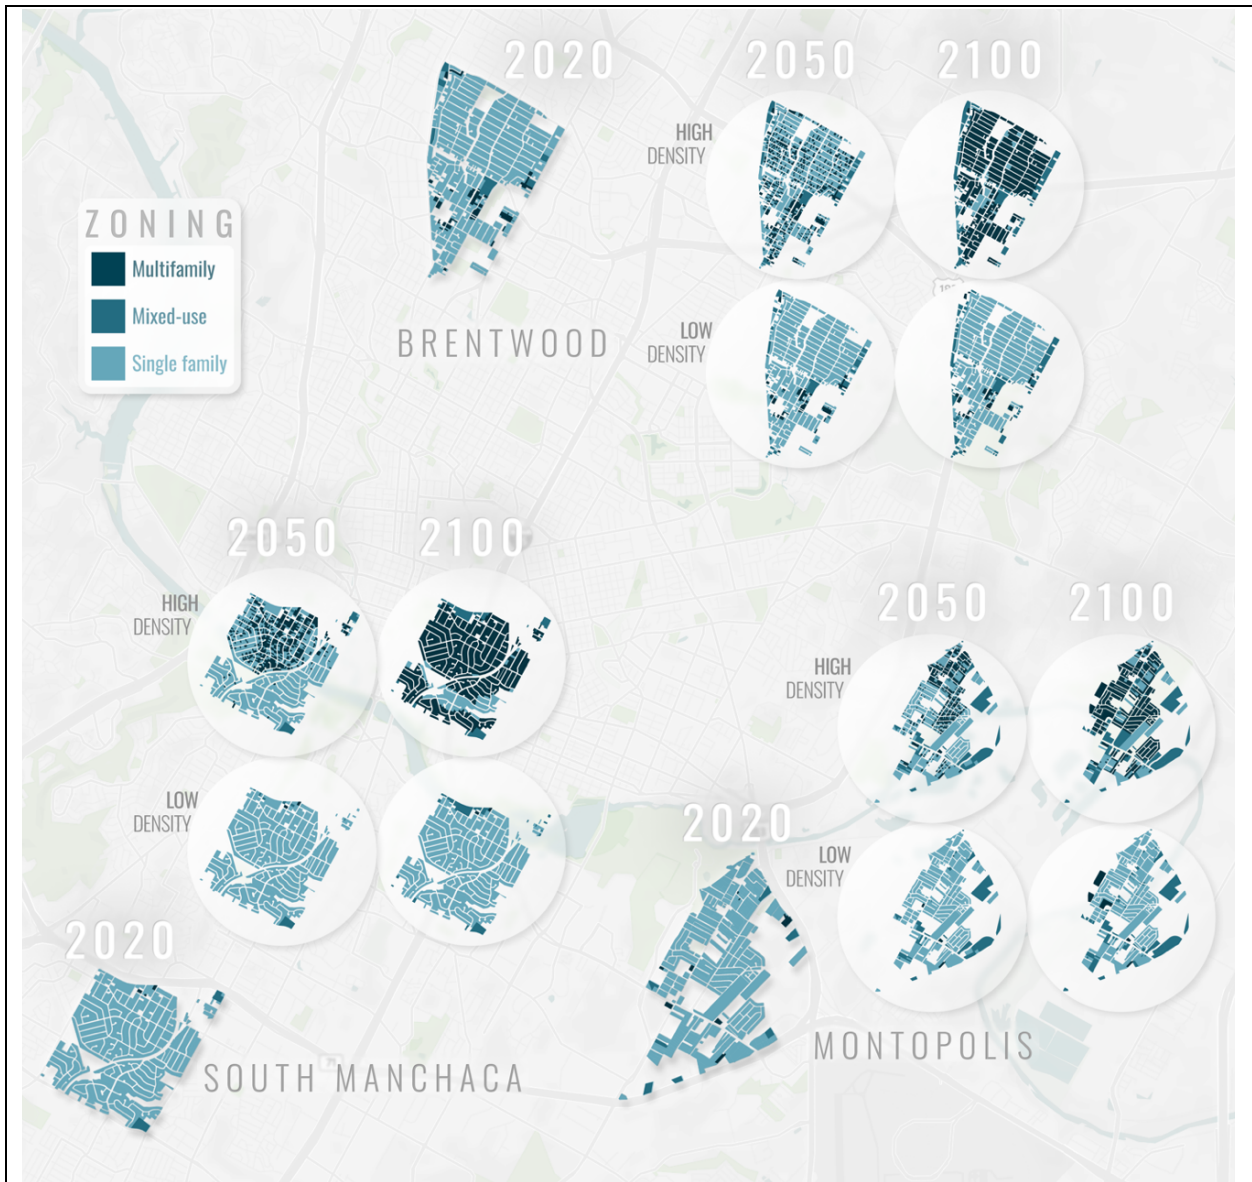 2020
2050
2100
HIGH
DENSITY
ZONING
Multifamily
Mixed-use
Single family
BRENTWOOD
LOW
DENSITY
2050
2100
HIGH
DENSITY
LOW
DENSITY
2020
SOUTH MANCHACA
2050
2100
HIGH
DENSITY
2020
LOW
DENSITY
MONTOPOLIS